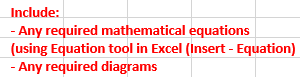 Include:
- Any required mathematical equations
(using Equation tool in Excel (Insert - Equation)
- Any required diagrams